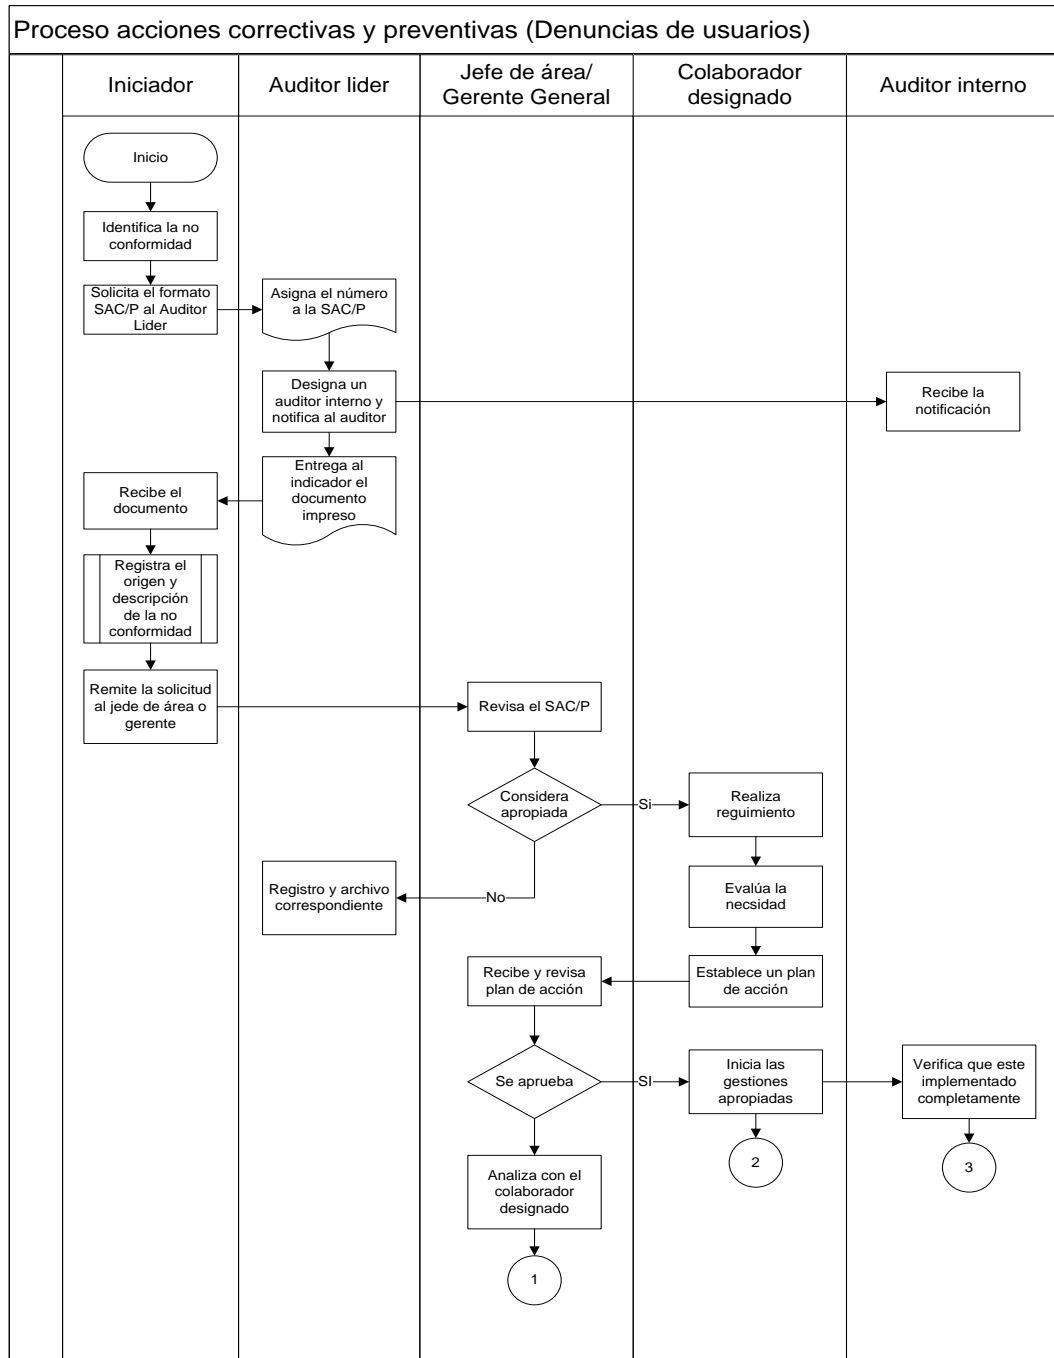 Proceso acciones correctivas y preventivas (Denuncias de usuarios)
Iniciador
Auditor lider
Jefe de área/
Gerente General
Colaborador
designado
Auditor interno
Inicio
Identifica la no
conformidad
Solicita el formato
SAC/P al Auditor
Lider
Asigna el número
a la SAC/P
Designa un
auditor interno y
notifica al auditor
Recibe la
notificación
Entrega al
indicador el
documento
impreso
Recibe el
documento
Registra el
origen y
descripción
de la no
conformidad
Remite la solicitud
al jede de área o
gerente
Revisa el SAC/P
Considera
apropiada
Si
Realiza
reguimiento
No
Registro y archivo
correspondiente
Evalúa la
necsidad
Establece un plan
de acción
Recibe y revisa
plan de acción
Se aprueba
SI
Inicia las
gestiones
apropiadas
Verifica que este
implementado
completamente
2
3
Analiza con el
colaborador
designado
1